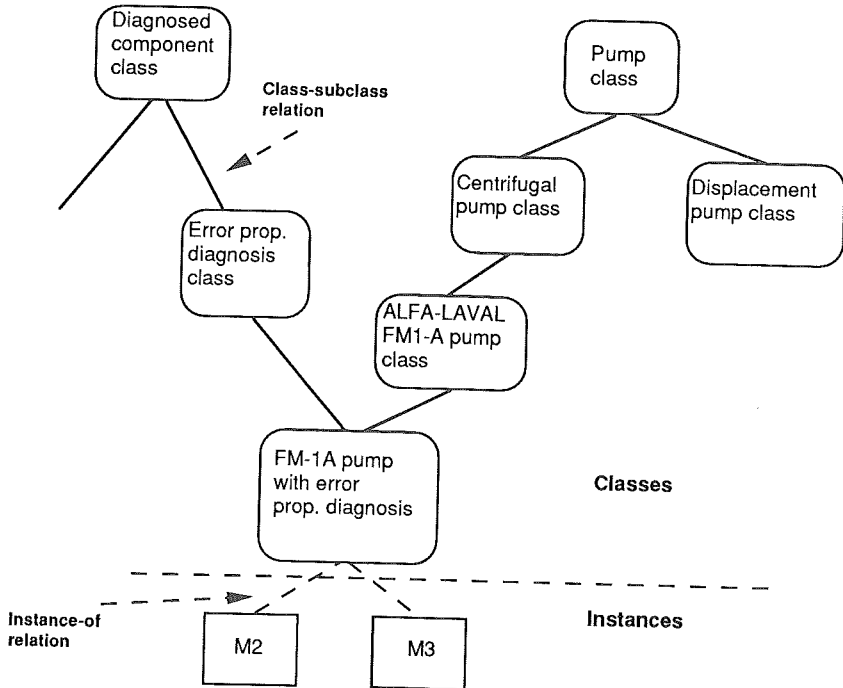 Diagnosed
component
class
Pump
class
Class-subclass
relation
Centrifugal
pump class
Displacement
pump class
Error prop.
diagnosis
class
ALFA-LAVAL
FM1-A pump
class
FM-1A pump
with error
prop. diagnosis
Classes
Instance-of
relation
Instances
M2
M3